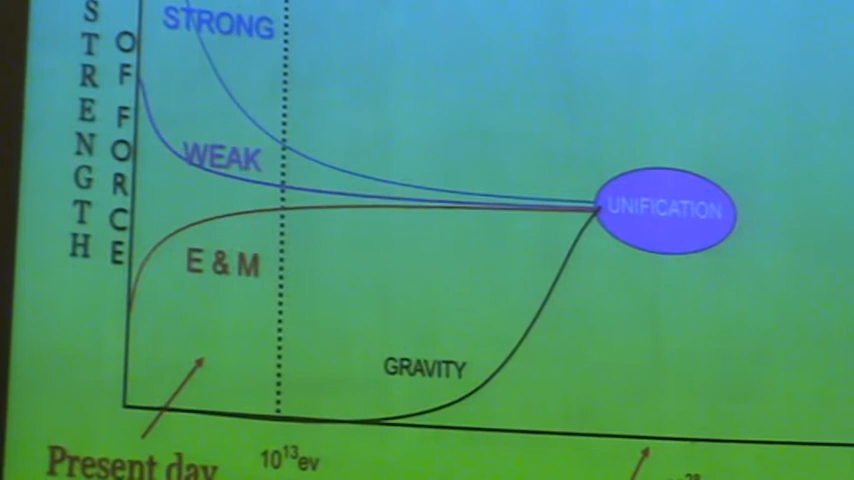 STRENGTH
OF FORCE
STRONG
WEAK
E & M
GRAVITY
UNIFICATION
Present day
10¹³ev